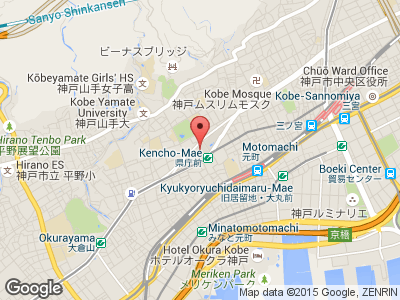 Sanyo Shinkansen
ビーナスブリッジ
Kōbeyamate Girls' HS
神戸山手女子高
Chūō Ward Office
神戸市中央区役所
Kobe Mosque
神戸ムスリムモスク
Kobe Yamate
University
神戸山手大
Kobe-Sannomiya
三宮
Hirano Tenbo Park
平野展望公園
三ツ宮
Hirano ES
神戸市立 平野小
Kencho-Mae
県庁前
Motomachi
元町
Boeki Center
貿易センター
Kyukyoryuchidaimaru-Mae
旧居留地・大丸前
神戸ルミナリエ
Okurayama
大倉山
Minatomotomachi
みなと元町
京橋
Hotel Okura Kobe
ホテルオークラ神戸
Meriken Park
メリケンパーク
Google
Map data ©2015 Google, ZENRIN